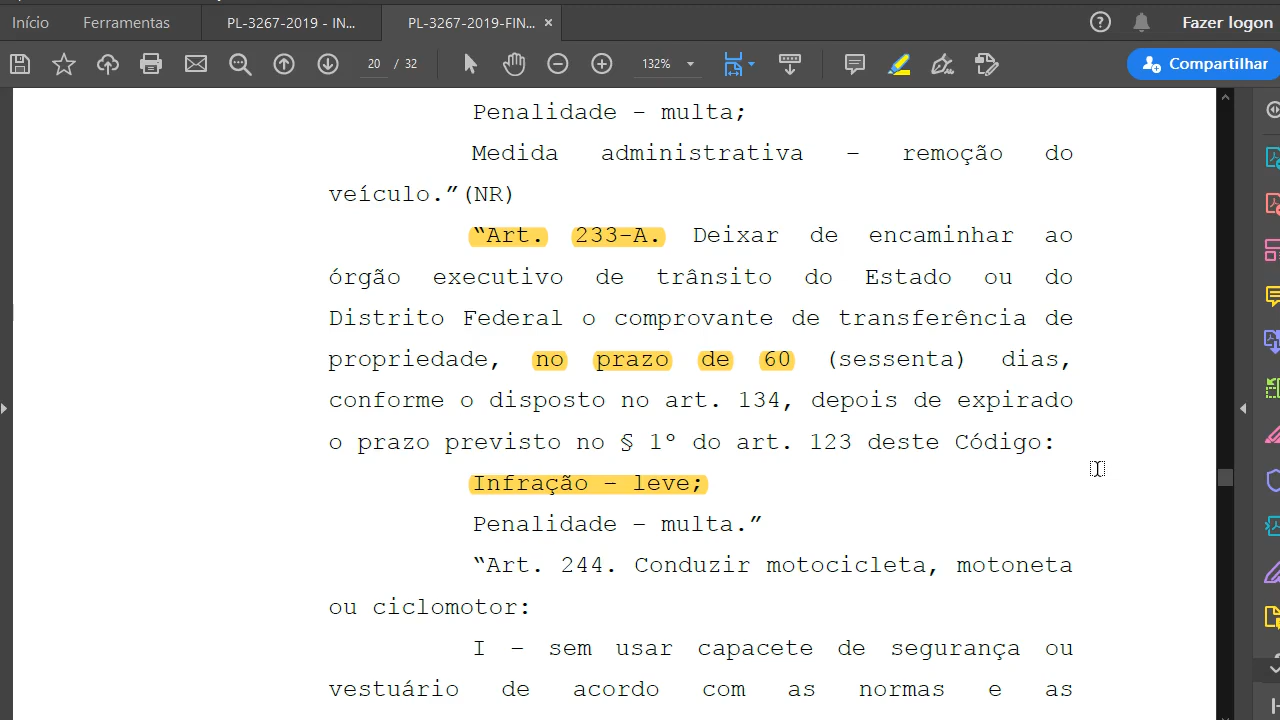 Início Ferramentas PL-3267-2019 - IN... PL-3267-2019-FIN... ×
? Fazer logon
20 / 32 132% Compartilhar
Penalidade – multa;
Medida administrativa – remoção do
veículo.”(NR)
“Art. 233-A. Deixar de encaminhar ao
órgão executivo de trânsito do Estado ou do
Distrito Federal o comprovante de transferência de
propriedade, no prazo de 60 (sessenta) dias,
conforme o disposto no art. 134, depois de expirado
o prazo previsto no § 1º do art. 123 deste Código:
Infração – leve;
Penalidade – multa.”
“Art. 244. Conduzir motocicleta, motoneta
ou ciclomotor:
I – sem usar capacete de segurança ou
vestuário de acordo com as normas e as